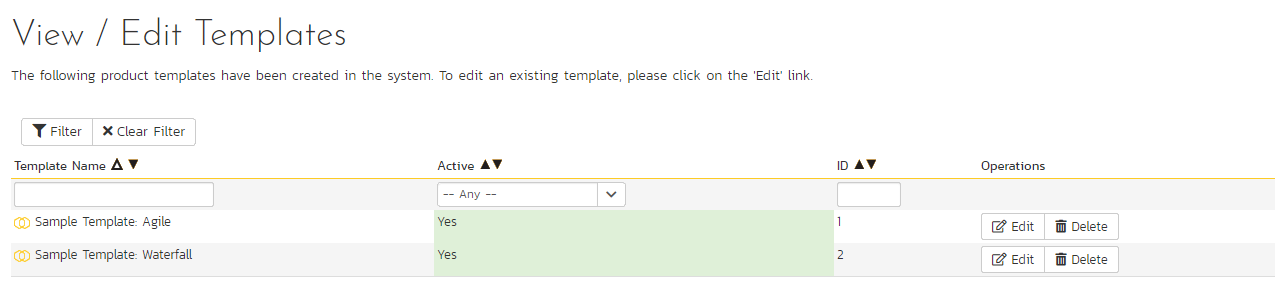 View / Edit Templates
The following product templates have been created in the system. To edit an existing template, please click on the 'Edit' link.
Filter Clear Filter
Template Name Active ID Operations
-- Any --
Sample Template: Agile Yes 1 Edit Delete
Sample Template: Waterfall Yes 2 Edit Delete